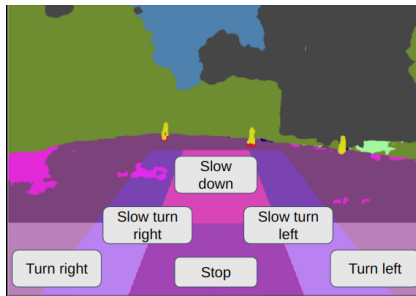 Slow
down
Slow turn
right
Slow turn
left
Turn right
Stop
Turn left